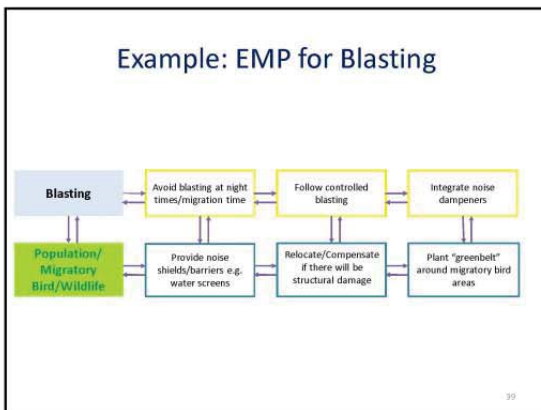 Example: EMP for Blasting
Blasting
Avoid blasting at night
times/migration time
Follow controlled
blasting
Integrate noise
dampeners
Population/
Migratory
Bird/Wildlife
Provide noise
shields/barriers e.g.
water screens
Relocate/Compensate
if there will be
structural damage
Plant "greenbelt"
around migratory bird
areas
39